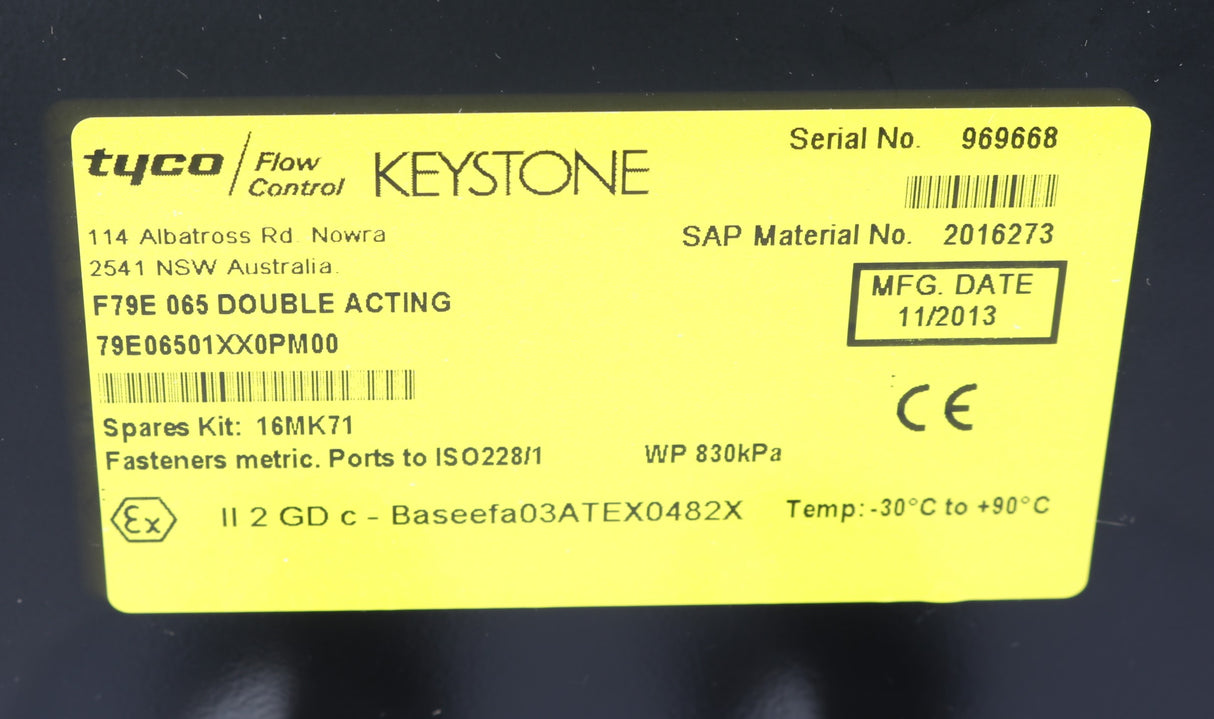 tyco / Flow Control KEYSTONE
Serial No. 969668
114 Albatross Rd. Nowra
2541 NSW Australia.
SAP Material No. 2016273
F79E 065 DOUBLE ACTING
MFG. DATE
11/2013
79E06501XX0PM00
CE
Spares Kit: 16MK71
Fasteners metric. Ports to ISO228/1 WP 830kPa
Ex II 2 GD c - Baseefa03ATEX0482X Temp: -30°C to +90°C